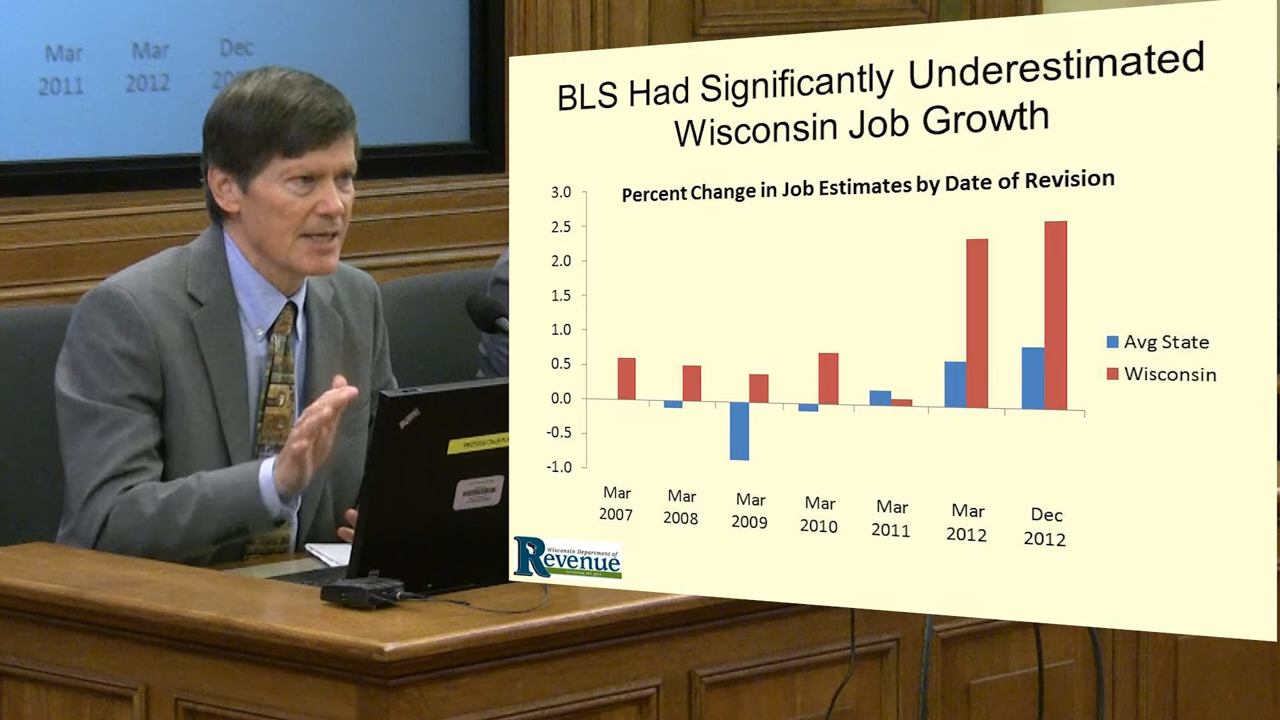 Mar Mar Dec
2011 2012
BLS Had Significantly Underestimated
Wisconsin Job Growth
Percent Change in Job Estimates by Date of Revision
3.0
2.5
2.0
1.5
1.0
0.5
0.0
-0.5
-1.0
Mar Mar Mar Mar Mar Mar Dec
2007 2008 2009 2010 2011 2012 2012
Avg State
Wisconsin
Wisconsin Department of
Revenue
ThinkPad